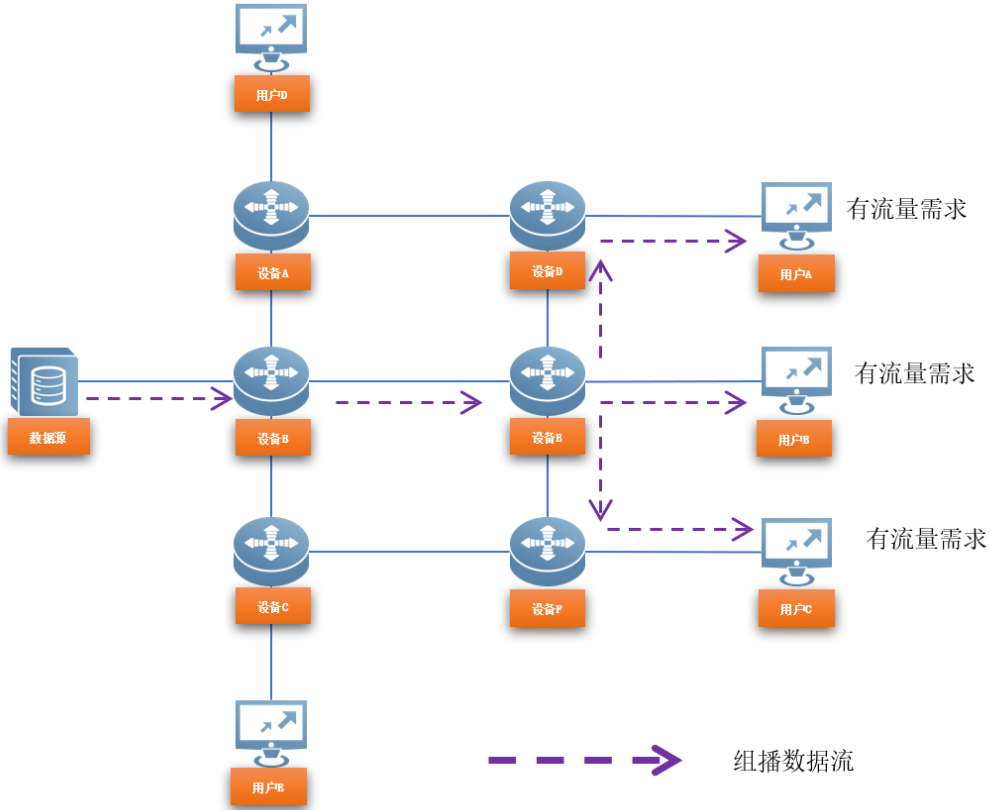 用户D
有流量需求
设备A
设备D
用户A
有流量需求
数据源
设备B
设备E
用户B
有流量需求
设备C
设备F
用户C
用户E
组播数据流